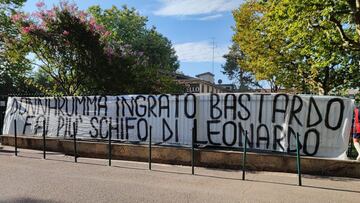 DONNARUMMA INGRATO BASTARDO
FAI PIÙ SCHIFO DI LEONARDO